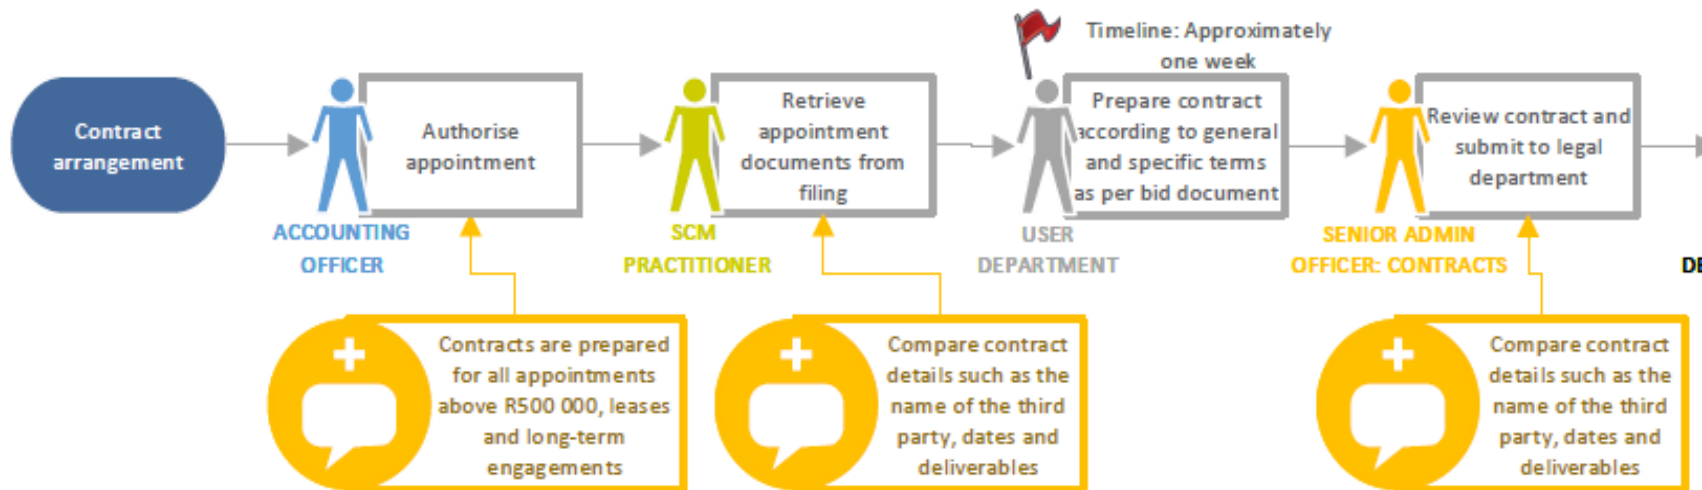 Timeline: Approximately
one week
Contract
arrangement
Authorise
appointment
ACCOUNTING
OFFICER
Retrieve
appointment
documents from
filing
SCM
PRACTITIONER
Prepare contract
according to general
and specific terms
as per bid document
USER
DEPARTMENT
Review contract and
submit to legal
department
SENIOR ADMIN
OFFICER: CONTRACTS
Contracts are prepared
for all appointments
above R500 000, leases
and long-term
engagements
Compare contract
details such as the
name of the third
party, dates and
deliverables
Compare contract
details such as the
name of the third
party, dates and
deliverables